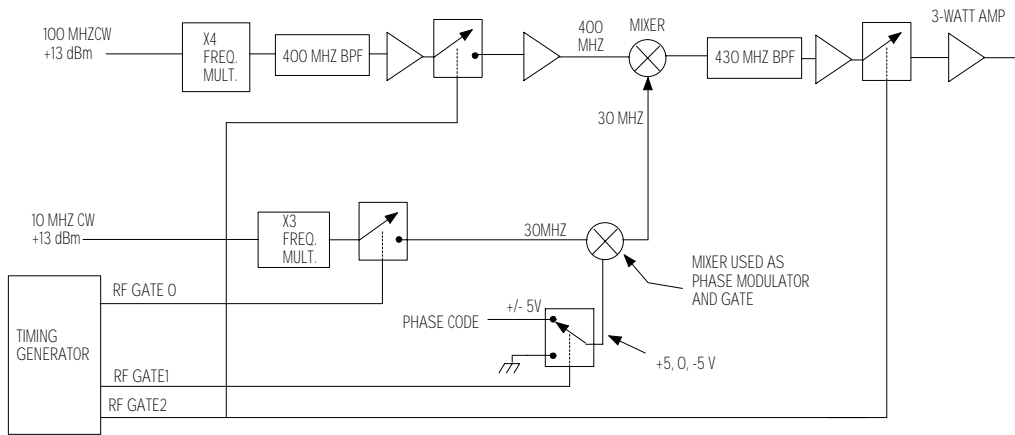 100 MHZCW
+13 dBm
X4
FREQ.
MULT.
400 MHZ BPF
400
MHZ
MIXER
430 MHZ BPF
3-WATT AMP
30 MHZ
10 MHZ CW
+13 dBm
X3
FREQ.
MULT.
30MHZ
MIXER USED AS
PHASE MODULATOR
AND GATE
RF GATE 0
+/- 5V
PHASE CODE
TIMING
GENERATOR
+5, 0, -5 V
RF GATE1
RF GATE2